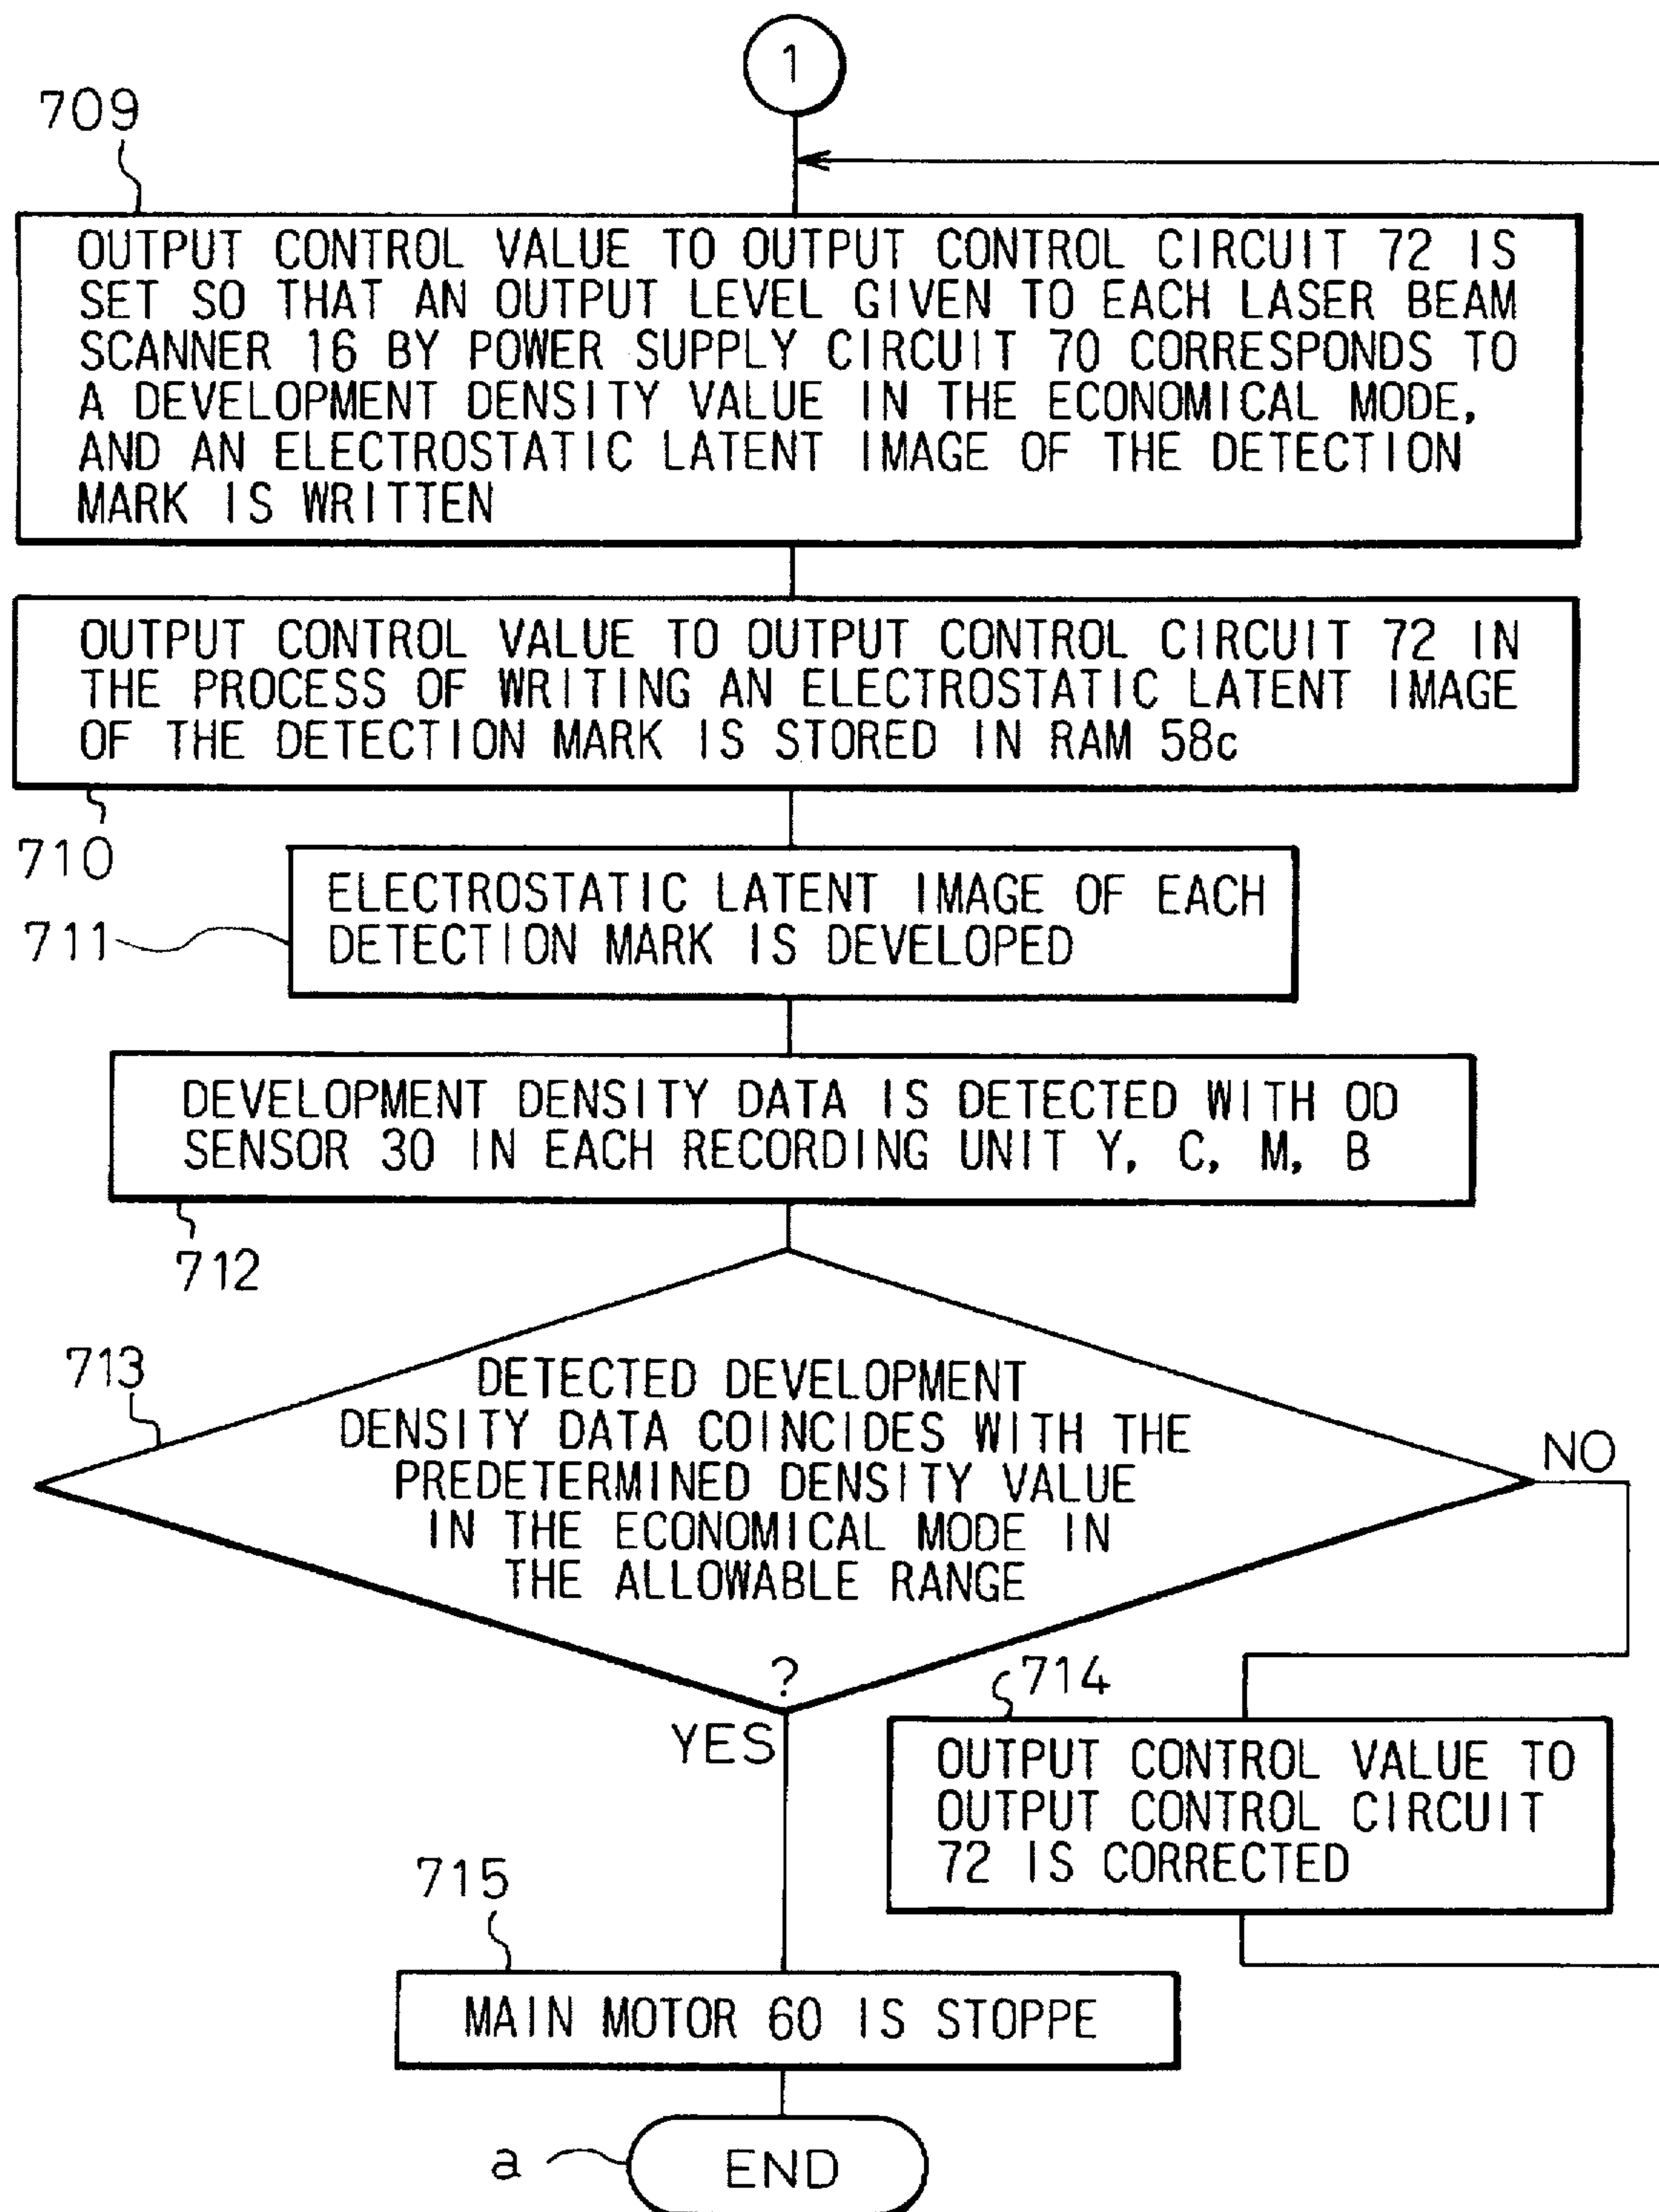 1
709
OUTPUT CONTROL VALUE TO OUTPUT CONTROL CIRCUIT 72 IS
SET SO THAT AN OUTPUT LEVEL GIVEN TO EACH LASER BEAM
SCANNER 16 BY POWER SUPPLY CIRCUIT 70 CORRESPONDS TO
A DEVELOPMENT DENSITY VALUE IN THE ECONOMICAL MODE,
AND AN ELECTROSTATIC LATENT IMAGE OF THE DETECTION
MARK IS WRITTEN
OUTPUT CONTROL VALUE TO OUTPUT CONTROL CIRCUIT 72 IN
THE PROCESS OF WRITING AN ELECTROSTATIC LATENT IMAGE
OF THE DETECTION MARK IS STORED IN RAM 58c
710
ELECTROSTATIC LATENT IMAGE OF EACH
DETECTION MARK IS DEVELOPED
711
DEVELOPMENT DENSITY DATA IS DETECTED WITH OD
SENSOR 30 IN EACH RECORDING UNIT Y, C, M, B
712
713
DETECTED DEVELOPMENT
DENSITY DATA COINCIDES WITH THE
PREDETERMINED DENSITY VALUE
IN THE ECONOMICAL MODE IN
THE ALLOWABLE RANGE
?
NO
YES
714
OUTPUT CONTROL VALUE TO
OUTPUT CONTROL CIRCUIT
72 IS CORRECTED
715
MAIN MOTOR 60 IS STOPPE
a
END